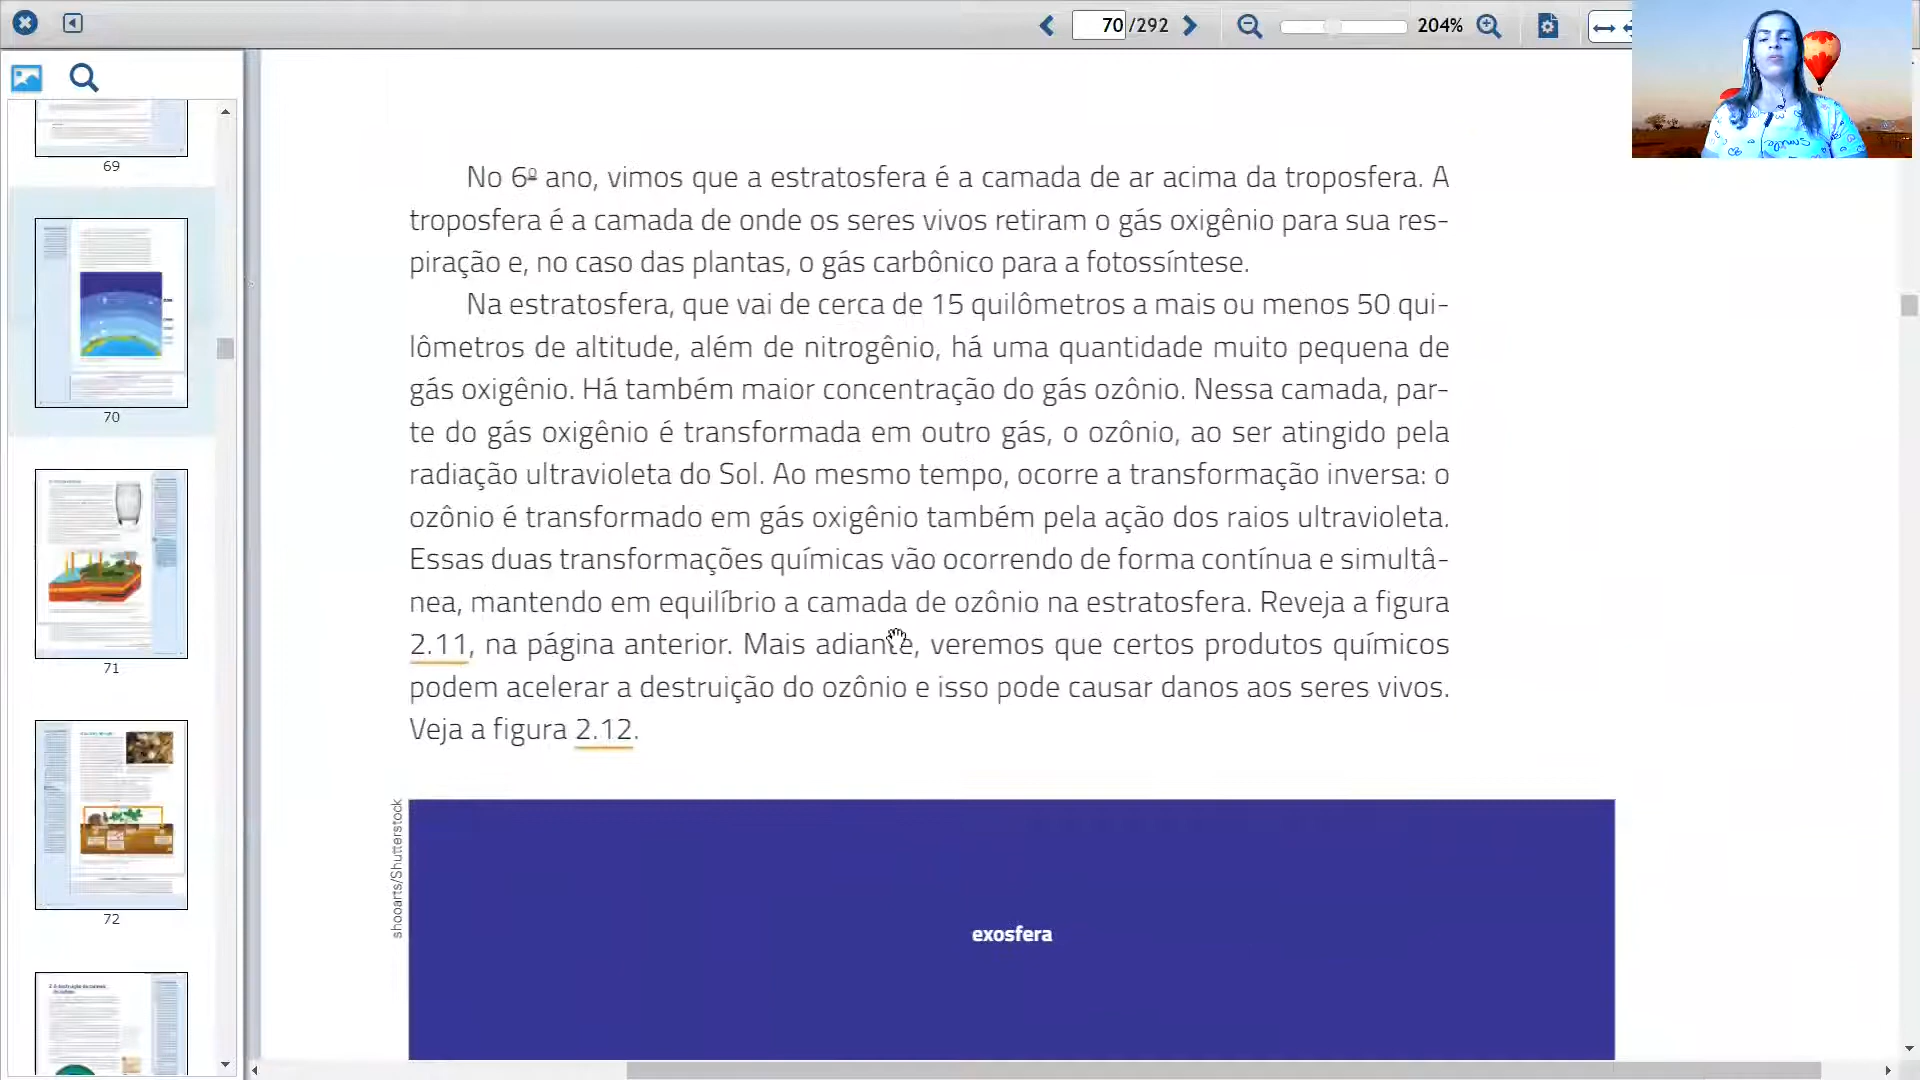 70 /292
204%
69
70
71
72
No 6º ano, vimos que a estratosfera é a camada de ar acima da troposfera. A
troposfera é a camada de onde os seres vivos retiram o gás oxigênio para sua res-
piração e, no caso das plantas, o gás carbônico para a fotossíntese.
Na estratosfera, que vai de cerca de 15 quilômetros a mais ou menos 50 qui-
lômetros de altitude, além de nitrogênio, há uma quantidade muito pequena de
gás oxigênio. Há também maior concentração do gás ozônio. Nessa camada, par-
te do gás oxigênio é transformada em outro gás, o ozônio, ao ser atingido pela
radiação ultravioleta do Sol. Ao mesmo tempo, ocorre a transformação inversa: o
ozônio é transformado em gás oxigênio também pela ação dos raios ultravioleta.
Essas duas transformações químicas vão ocorrendo de forma contínua e simultâ-
nea, mantendo em equilíbrio a camada de ozônio na estratosfera. Reveja a figura
2.11, na página anterior. Mais adiante, veremos que certos produtos químicos
podem acelerar a destruição do ozônio e isso pode causar danos aos seres vivos.
Veja a figura 2.12.
shooarts/Shutterstock
exosfera